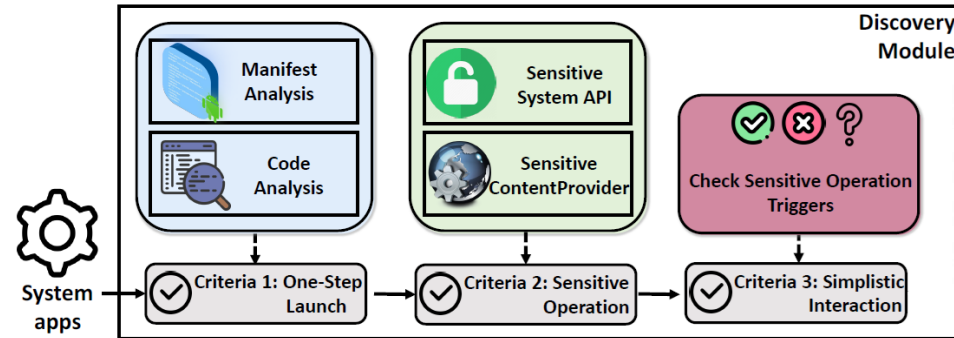 Discovery
Module
Manifest
Analysis
Code
Analysis
Sensitive
System API
Sensitive
ContentProvider
Check Sensitive Operation
Triggers
System
apps
Criteria 1: One-Step
Launch
Criteria 2: Sensitive
Operation
Criteria 3: Simplistic
Interaction